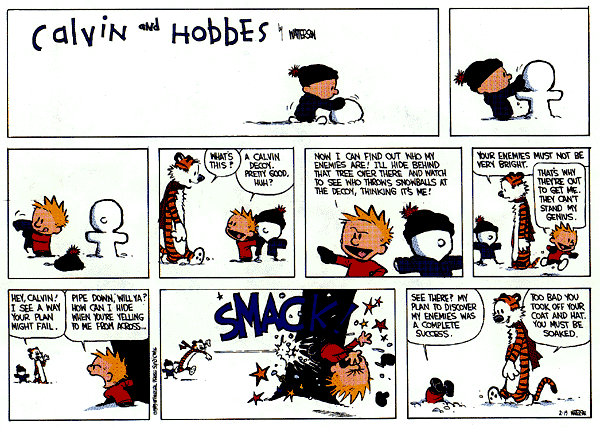 Calvin and HOBBES by WATTERSON
WHAT'S
THIS?
A CALVIN
DECOY.
PRETTY GOOD,
HUH?
NOW I CAN FIND OUT WHO MY
ENEMIES ARE! I'LL HIDE BEHIND
THAT TREE OVER THERE AND WATCH
TO SEE WHO THROWS SNOWBALLS AT
THE DECOY, THINKING IT'S ME!
YOUR ENEMIES MUST NOT BE
VERY BRIGHT.
THAT'S WHY
THEY'RE OUT
TO GET ME.
THEY CAN'T
STAND MY
GENIUS.
HEY, CALVIN!
I SEE A WAY
YOUR PLAN
MIGHT FAIL.
PIPE DOWN, WILL YA?
HOW CAN I HIDE
WHEN YOU'RE YELLING
TO ME FROM ACROSS...
SMACK!
SEE THERE? MY
PLAN TO DISCOVER
MY ENEMIES WAS
A COMPLETE
SUCCESS.
TOO BAD YOU
TOOK OFF YOUR
COAT AND HAT.
YOU MUST BE
SOAKED.
2-19 WATTERSON